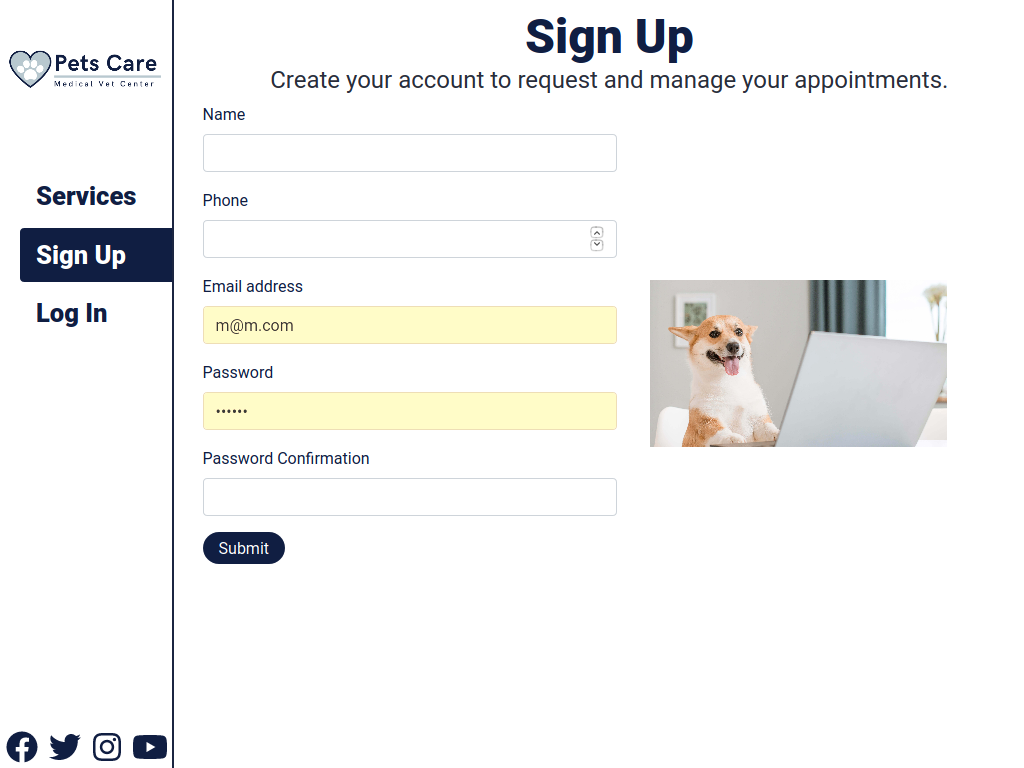 Pets Care
Medical Vet Center
Services
Sign Up
Log In
Sign Up
Create your account to request and manage your appointments.
Name
Phone
Email address
m@m.com
Password
••••••
Password Confirmation
Submit